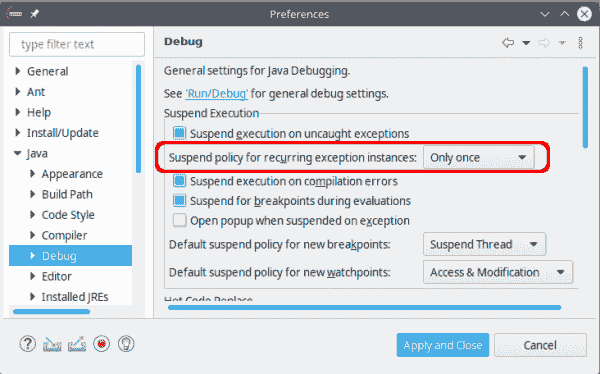 Preferences
type filter text
General
Ant
Help
Install/Update
Java
Appearance
Build Path
Code Style
Compiler
Debug
Editor
Installed JREs
Debug
General settings for Java Debugging.
See 'Run/Debug' for general debug settings.
Suspend Execution
Suspend execution on uncaught exceptions
Suspend policy for recurring exception instances: Only once
Suspend execution on compilation errors
Suspend for breakpoints during evaluations
Open popup when suspended on exception
Default suspend policy for new breakpoints: Suspend Thread
Default suspend policy for new watchpoints: Access & Modification
Hot Code Replace
Apply and Close
Cancel